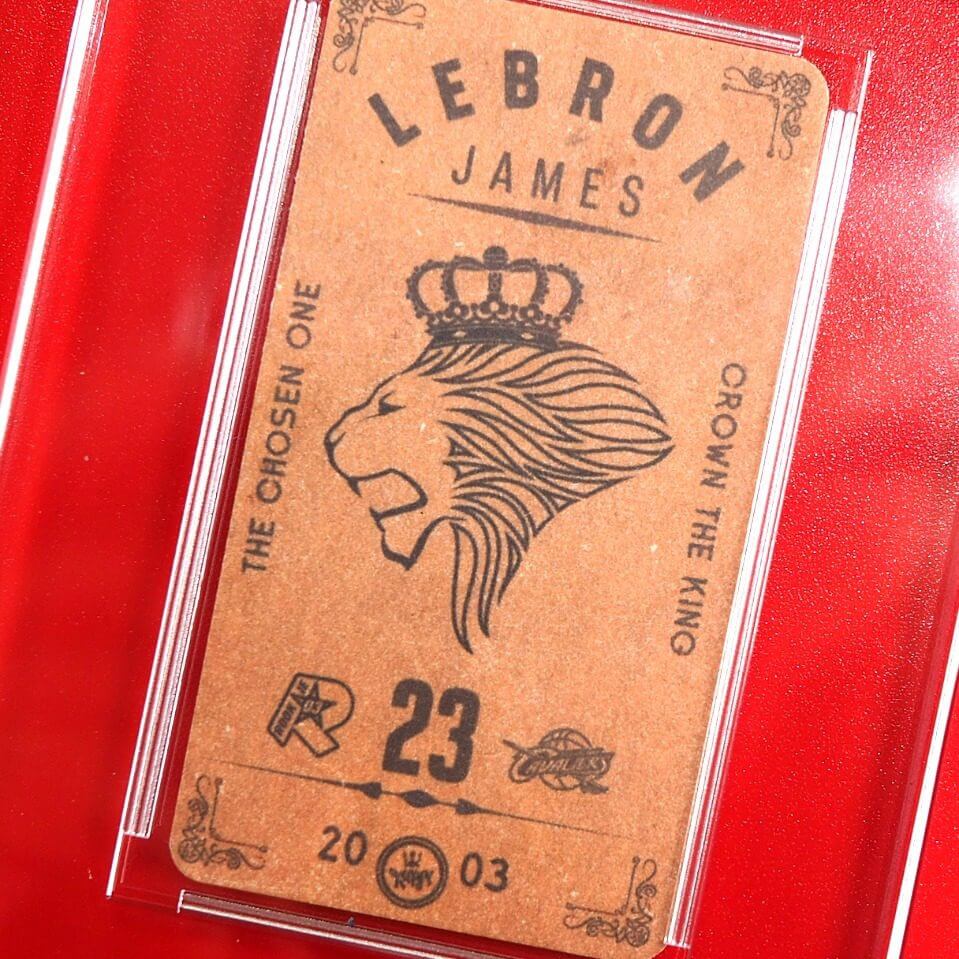 LEBRON
JAMES
THE CHOSEN ONE
CROWN THE KING
23
CAVALIERS
20 03